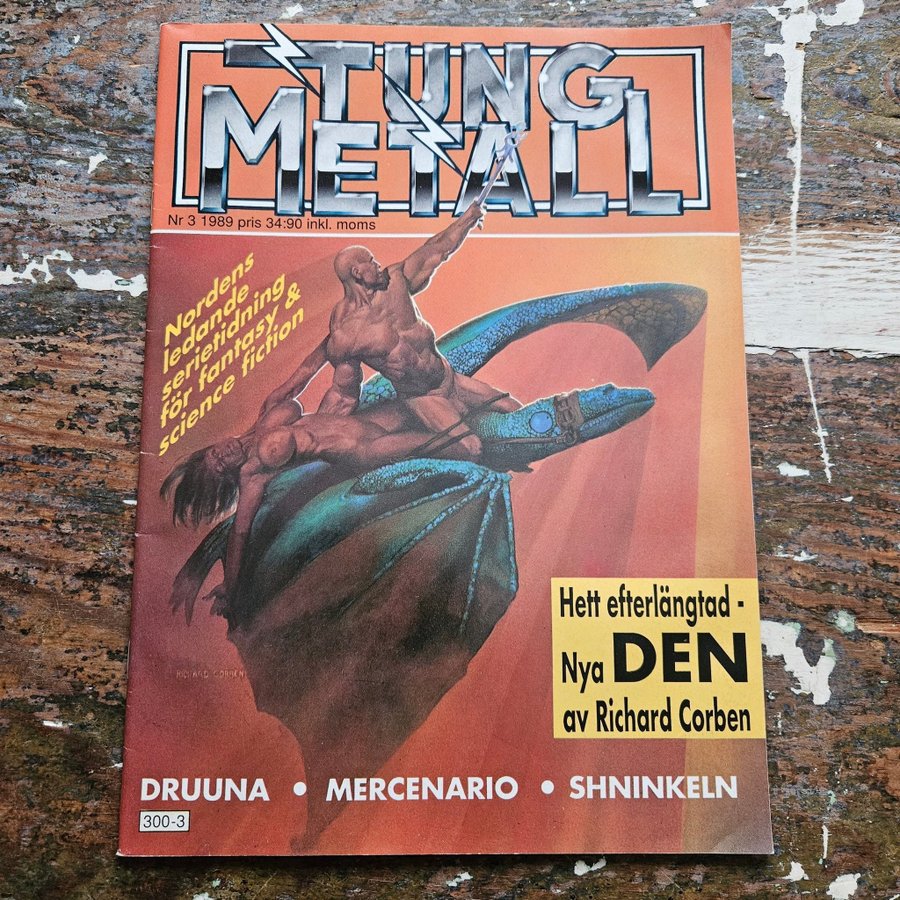 TUNG
METALL
Nr 3 1989 pris 34:90 inkl. moms
Nordens
ledande
serietidning
för fantasy &
science fiction
Hett efterlängtad -
Nya DEN
av Richard Corben
RICHARD CORBEN
DRUUNA • MERCENARIO • SHNINKELN
300-3